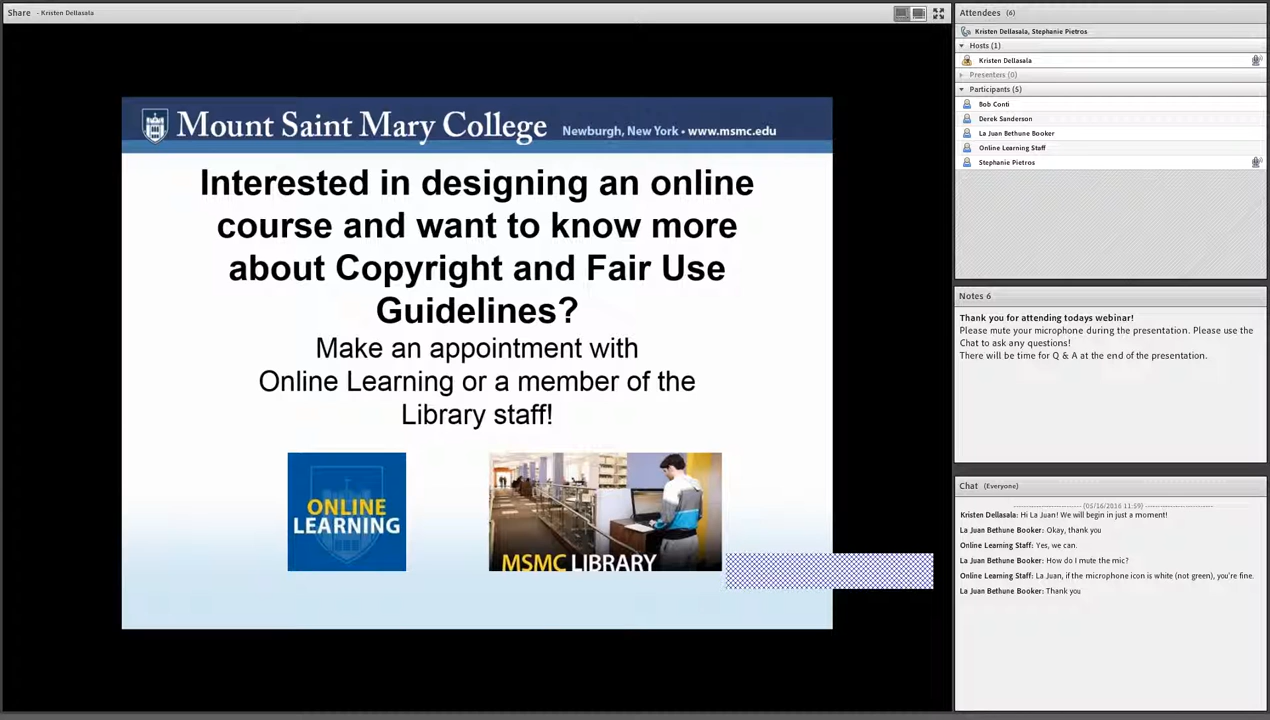 Share - Kristen Dellasala
Mount Saint Mary College Newburgh, New York • www.msmc.edu
Interested in designing an online
course and want to know more
about Copyright and Fair Use
Guidelines?
Make an appointment with
Online Learning or a member of the
Library staff!
ONLINE
LEARNING
MSMC LIBRARY
Attendees (6)
Kristen Dellasala, Stephanie Pietros
Hosts (1)
Kristen Dellasala
Presenters (0)
Participants (5)
Bob Conti
Derek Sanderson
La Juan Bethune Booker
Online Learning Staff
Stephanie Pietros
Notes 6
Thank you for attending todays webinar!
Please mute your microphone during the presentation. Please use the
Chat to ask any questions!
There will be time for Q & A at the end of the presentation.
Chat (Everyone)
(05/16/2016 11:59)
Kristen Dellasala: Hi La Juan! We will begin in just a moment!
La Juan Bethune Booker: Okay, thank you
Online Learning Staff: Yes, we can.
La Juan Bethune Booker: How do I mute the mic?
Online Learning Staff: La Juan, if the microphone icon is white (not green), you're fine.
La Juan Bethune Booker: Thank you